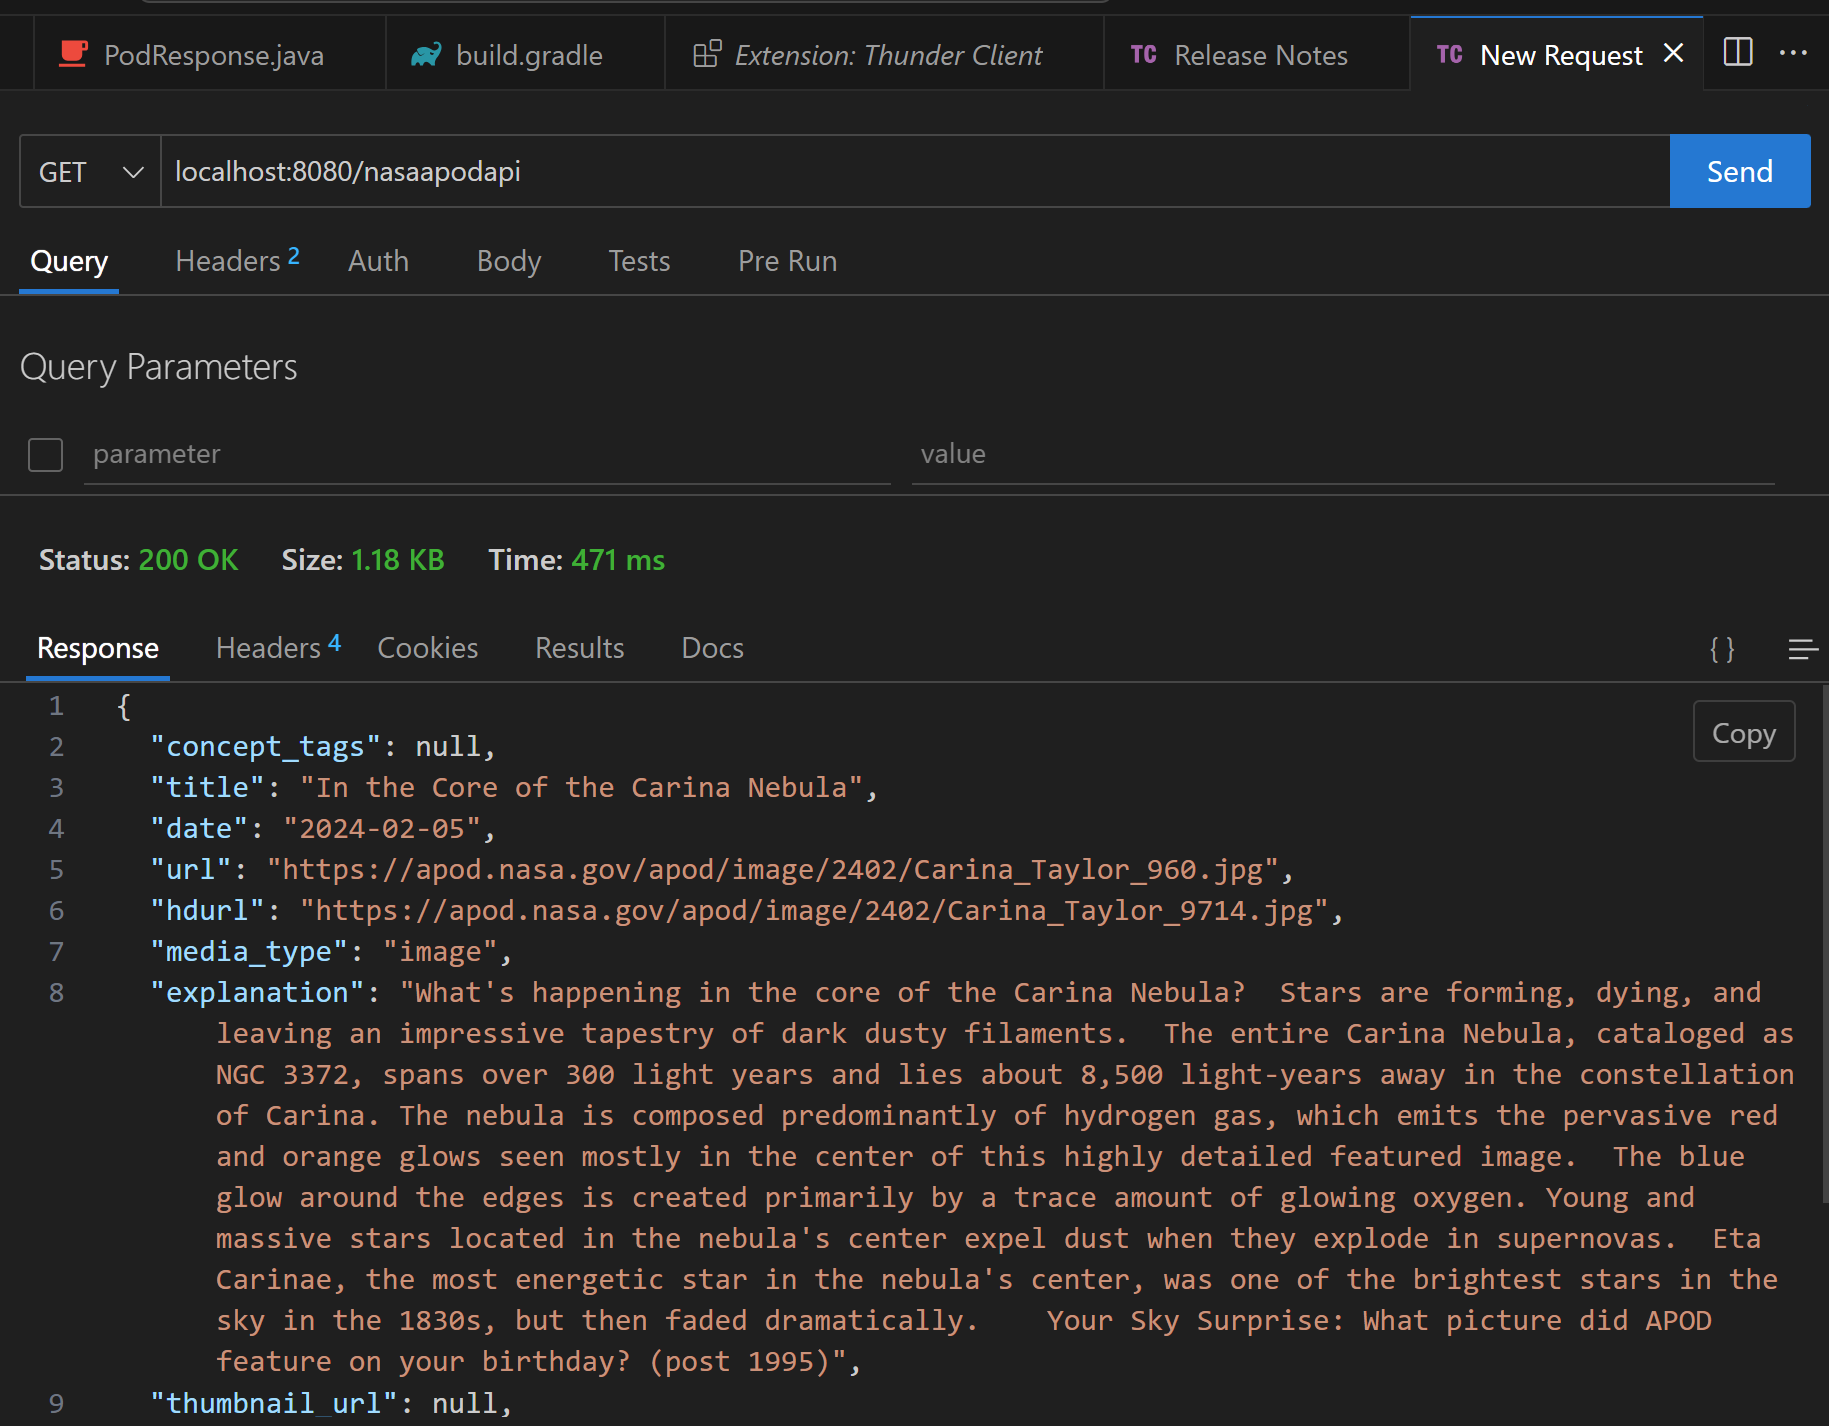 PodResponse.java
build.gradle
Extension: Thunder Client
TC Release Notes
TC New Request
GET
localhost:8080/nasaapodapi
Send
Query
Headers 2
Auth
Body
Tests
Pre Run
Query Parameters
parameter
value
Status: 200 OK
Size: 1.18 KB
Time: 471 ms
Response
Headers 4
Cookies
Results
Docs
{ }
Copy
1 {
2 "concept_tags": null,
3 "title": "In the Core of the Carina Nebula",
4 "date": "2024-02-05",
5 "url": "https://apod.nasa.gov/apod/image/2402/Carina_Taylor_960.jpg",
6 "hdurl": "https://apod.nasa.gov/apod/image/2402/Carina_Taylor_9714.jpg",
7 "media_type": "image",
8 "explanation": "What's happening in the core of the Carina Nebula?  Stars are forming, dying, and
leaving an impressive tapestry of dark dusty filaments.  The entire Carina Nebula, cataloged as
NGC 3372, spans over 300 light years and lies about 8,500 light-years away in the constellation
of Carina. The nebula is composed predominantly of hydrogen gas, which emits the pervasive red
and orange glows seen mostly in the center of this highly detailed featured image.  The blue
glow around the edges is created primarily by a trace amount of glowing oxygen. Young and
massive stars located in the nebula's center expel dust when they explode in supernovas.  Eta
Carinae, the most energetic star in the nebula's center, was one of the brightest stars in the
sky in the 1830s, but then faded dramatically.    Your Sky Surprise: What picture did APOD
feature on your birthday? (post 1995)",
9 "thumbnail_url": null,